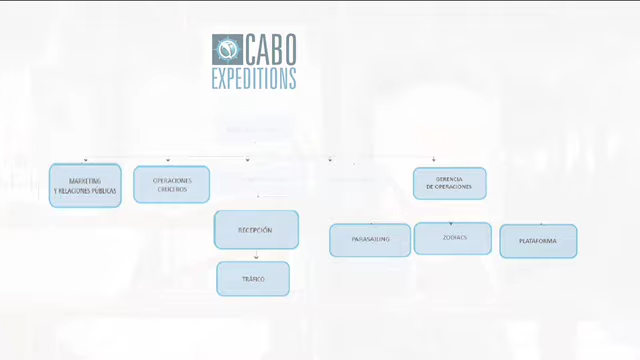 CABO
EXPEDITIONS
MARKETING
Y RELACIONES PÚBLICAS
OPERACIONES
CRUCEROS
GERENCIA
DE OPERACIONES
RECEPCIÓN
PARASAILING
ZODIACS
PLATAFORMA
TRÁFICO